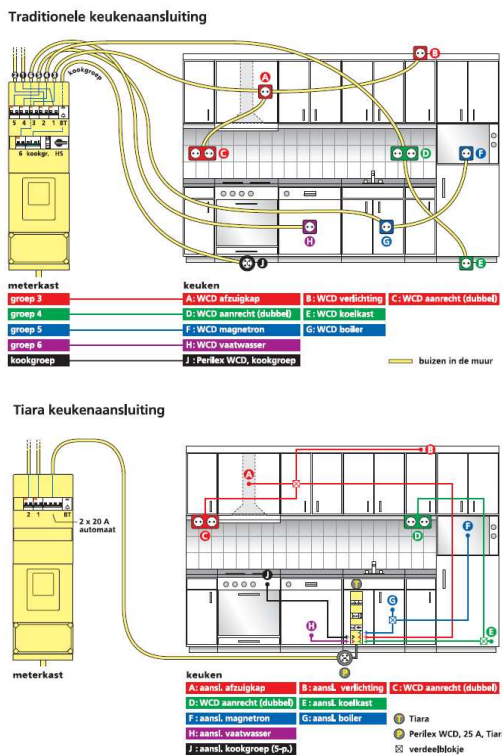 Traditionele keukenaansluiting
kookgroep
5 4 3 2 1 BT
6 kookgr. HS
A
B
C
D
F
G
H
J
E
meterkast
keuken
groep 3
A: WCD afzuigkap
B: WCD verlichting
C: WCD aanrecht (dubbel)
groep 4
D: WCD aanrecht (dubbel)
E: WCD koelkast
groep 5
F: WCD magnetron
G: WCD boiler
groep 6
H: WCD vaatwasser
kookgroep
J: Perilex WCD, kookgroep
buizen in de muur
Tiara keukenaansluiting
2 1 BT
2 x 20 A
automaat
A
B
C
D
F
J
T
G
H
E
P
meterkast
keuken
A: aansl. afzuigkap
B: aansl. verlichting
C: WCD aanrecht (dubbel)
D: WCD aanrecht (dubbel)
E: aansl. koelkast
F: aansl. magnetron
G: aansl. boiler
T Tiara
H: aansl. vaatwasser
P Perilex WCD, 25 A, Tiar
J: aansl. kookgroep (5-p.)
verdeelblokje